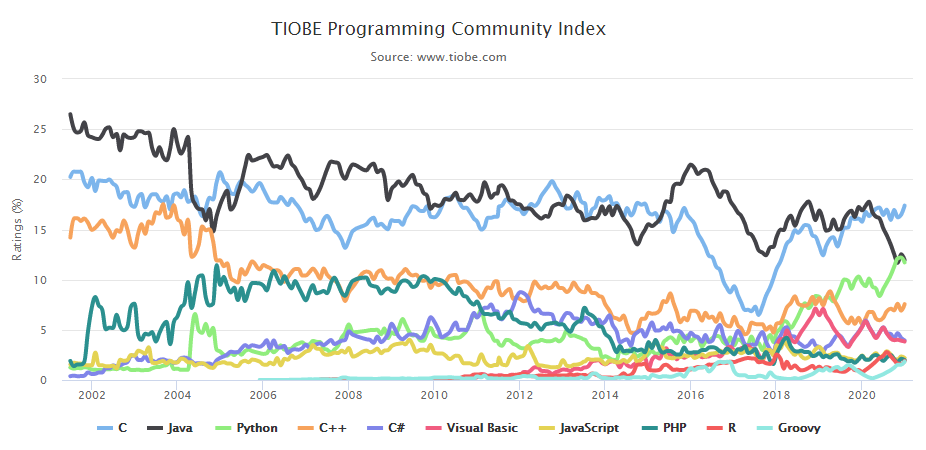 TIOBE Programming Community Index
Source: www.tiobe.com
Ratings (%)
30
25
20
15
10
5
0
2002 2004 2006 2008 2010 2012 2014 2016 2018 2020
C Java Python C++ C# Visual Basic JavaScript PHP R Groovy